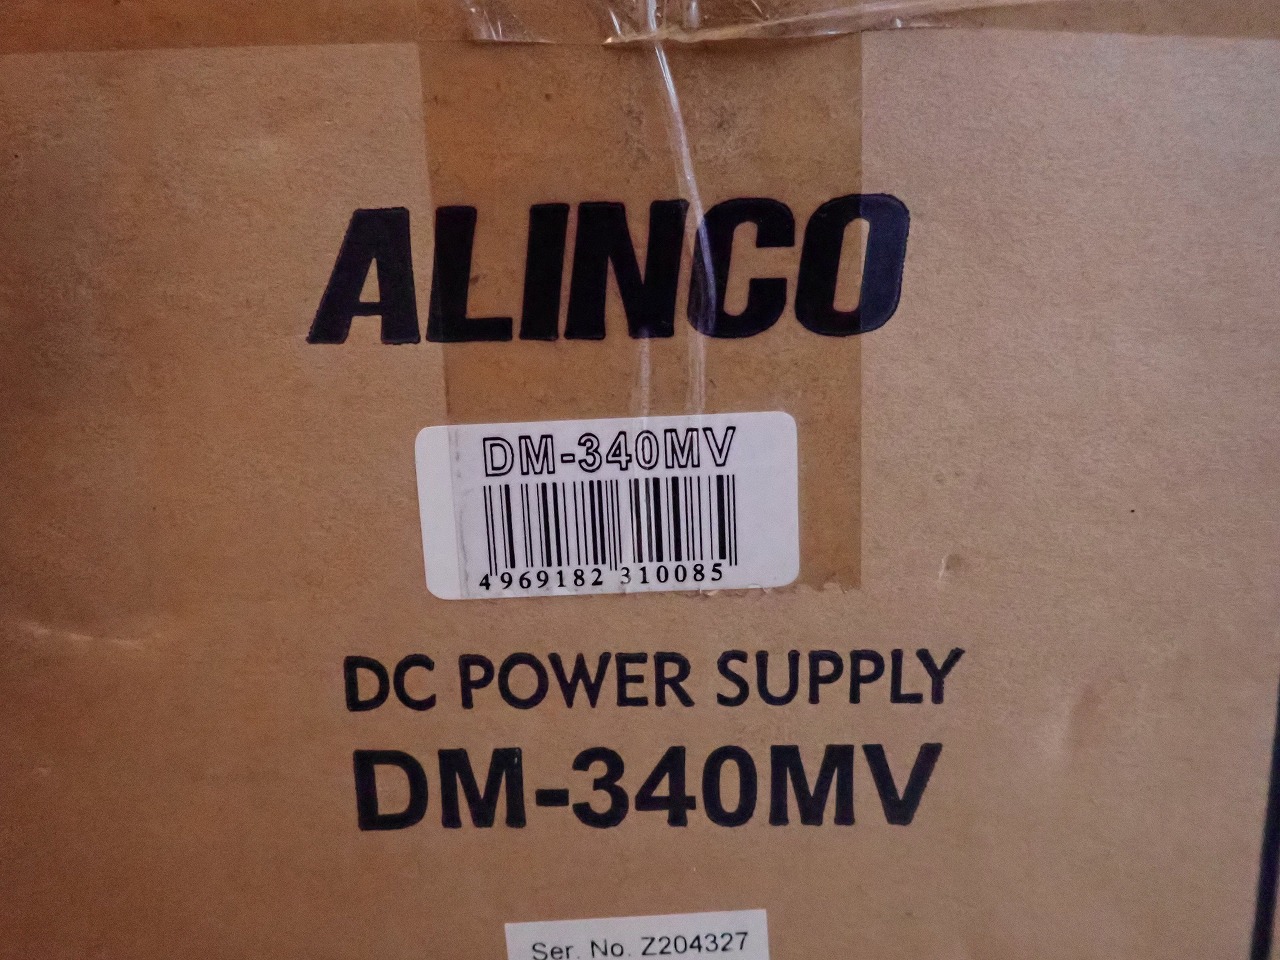 ALINCO
DM-340MV
4969182 310085
DC POWER SUPPLY
DM-340MV
Ser. No. Z204327